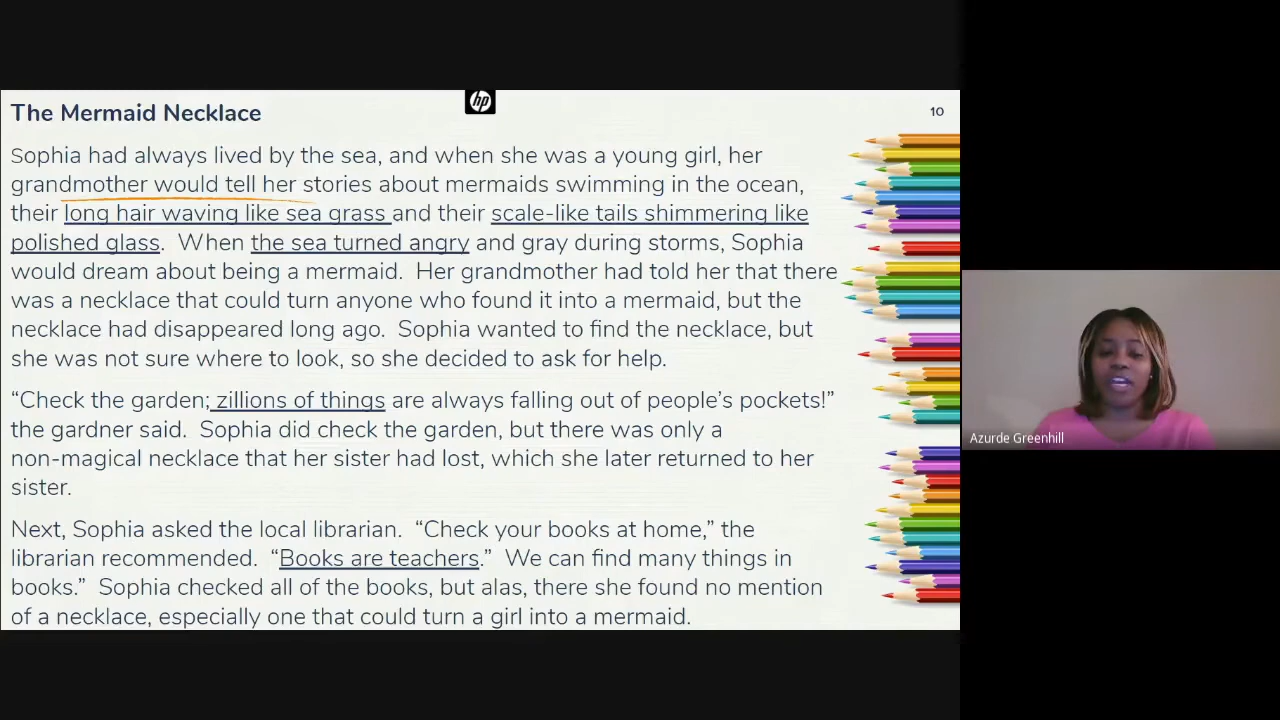 The Mermaid Necklace
hp
10
Sophia had always lived by the sea, and when she was a young girl, her
grandmother would tell her stories about mermaids swimming in the ocean,
their long hair waving like sea grass and their scale-like tails shimmering like
polished glass. When the sea turned angry and gray during storms, Sophia
would dream about being a mermaid. Her grandmother had told her that there
was a necklace that could turn anyone who found it into a mermaid, but the
necklace had disappeared long ago. Sophia wanted to find the necklace, but
she was not sure where to look, so she decided to ask for help.
“Check the garden; zillions of things are always falling out of people’s pockets!”
the gardner said. Sophia did check the garden, but there was only a
non-magical necklace that her sister had lost, which she later returned to her
sister.
Next, Sophia asked the local librarian. “Check your books at home,” the
librarian recommended. “Books are teachers.” We can find many things in
books.” Sophia checked all of the books, but alas, there she found no mention
of a necklace, especially one that could turn a girl into a mermaid.
Azurde Greenhill